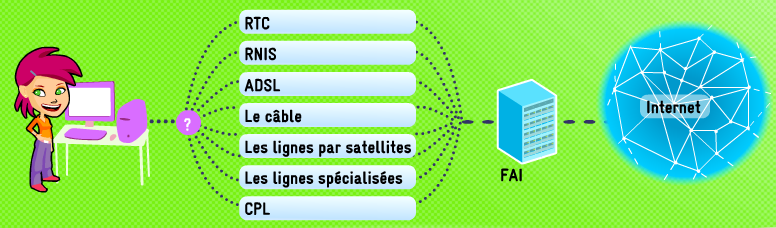 RTC
RNIS
ADSL
Le câble
Les lignes par satellites
Les lignes spécialisées
CPL
?
FAI
Internet